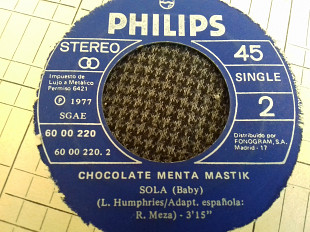 PHILIPS
STEREO
45
SINGLE
2
Impuesto de
Lujo a Metálico
Permiso 6421
Ⓟ 1977
SGAE
60 00 220
60 00 220. 2
Distribuido por
FONOGRAM, S.A.
Madrid - 17
CHOCOLATE MENTA MASTIK
SOLA (Baby)
(L. Humphries/Adapt. española:
R. Meza) - 3'15"